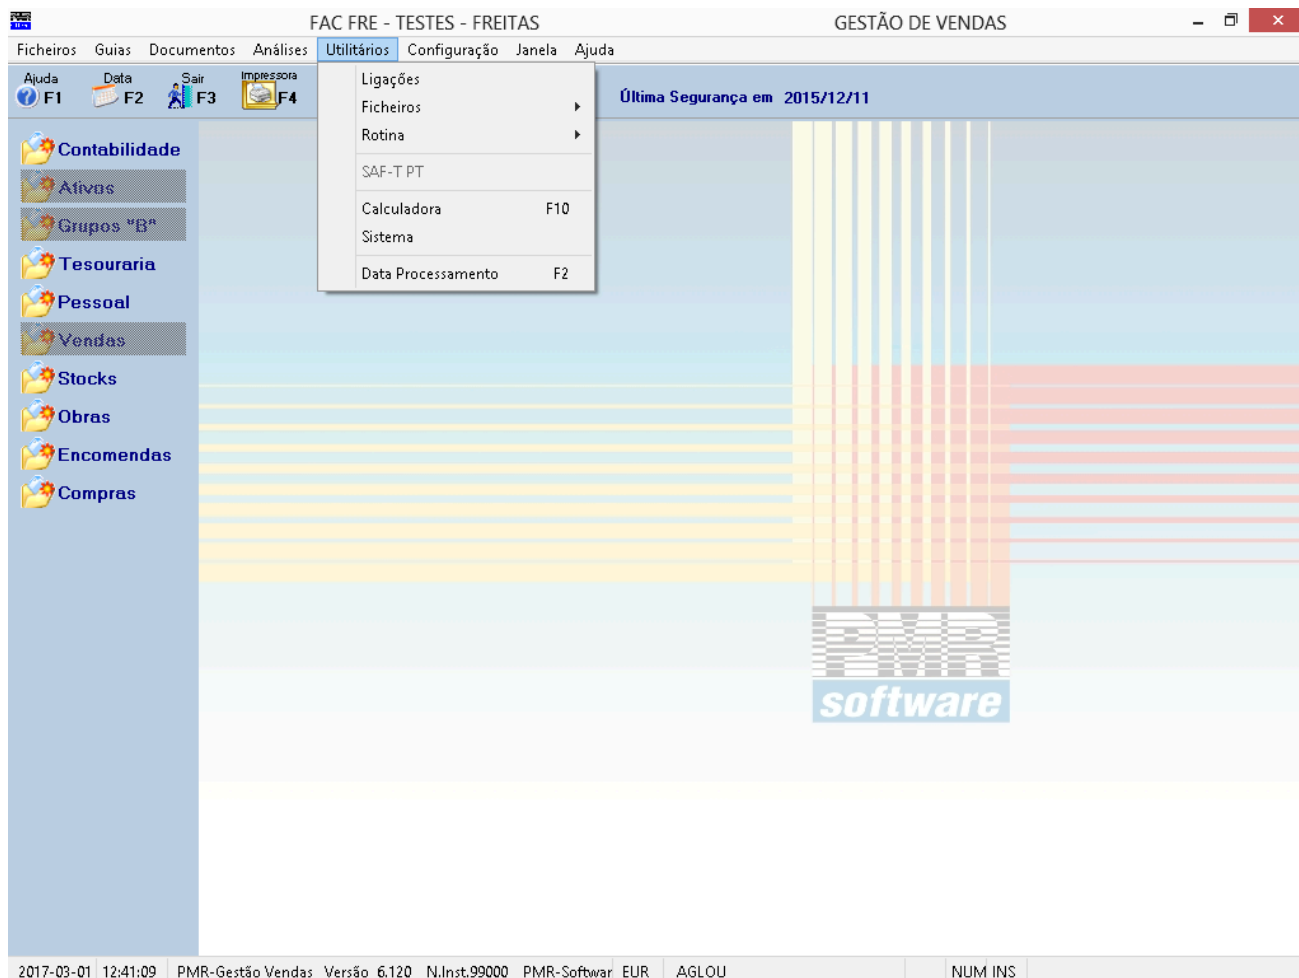 FAC FRE - TESTES - FREITAS GESTÃO DE VENDAS
Ficheiros Guias Documentos Análises Utilitários Configuração Janela Ajuda
Ajuda F1 Data F2 Sair F3 Impressora F4
Última Segurança em 2015/12/11
Ligações
Ficheiros
Rotina
SAF-T PT
Calculadora F10
Sistema
Data Processamento F2
Contabilidade
Ativos
Grupos "B"
Tesouraria
Pessoal
Vendas
Stocks
Obras
Encomendas
Compras
PMR
software
2017-03-01 12:41:09 PMR-Gestão Vendas Versão 6.120 N.Inst.99000 PMR-Softwar EUR AGLOU NUM INS